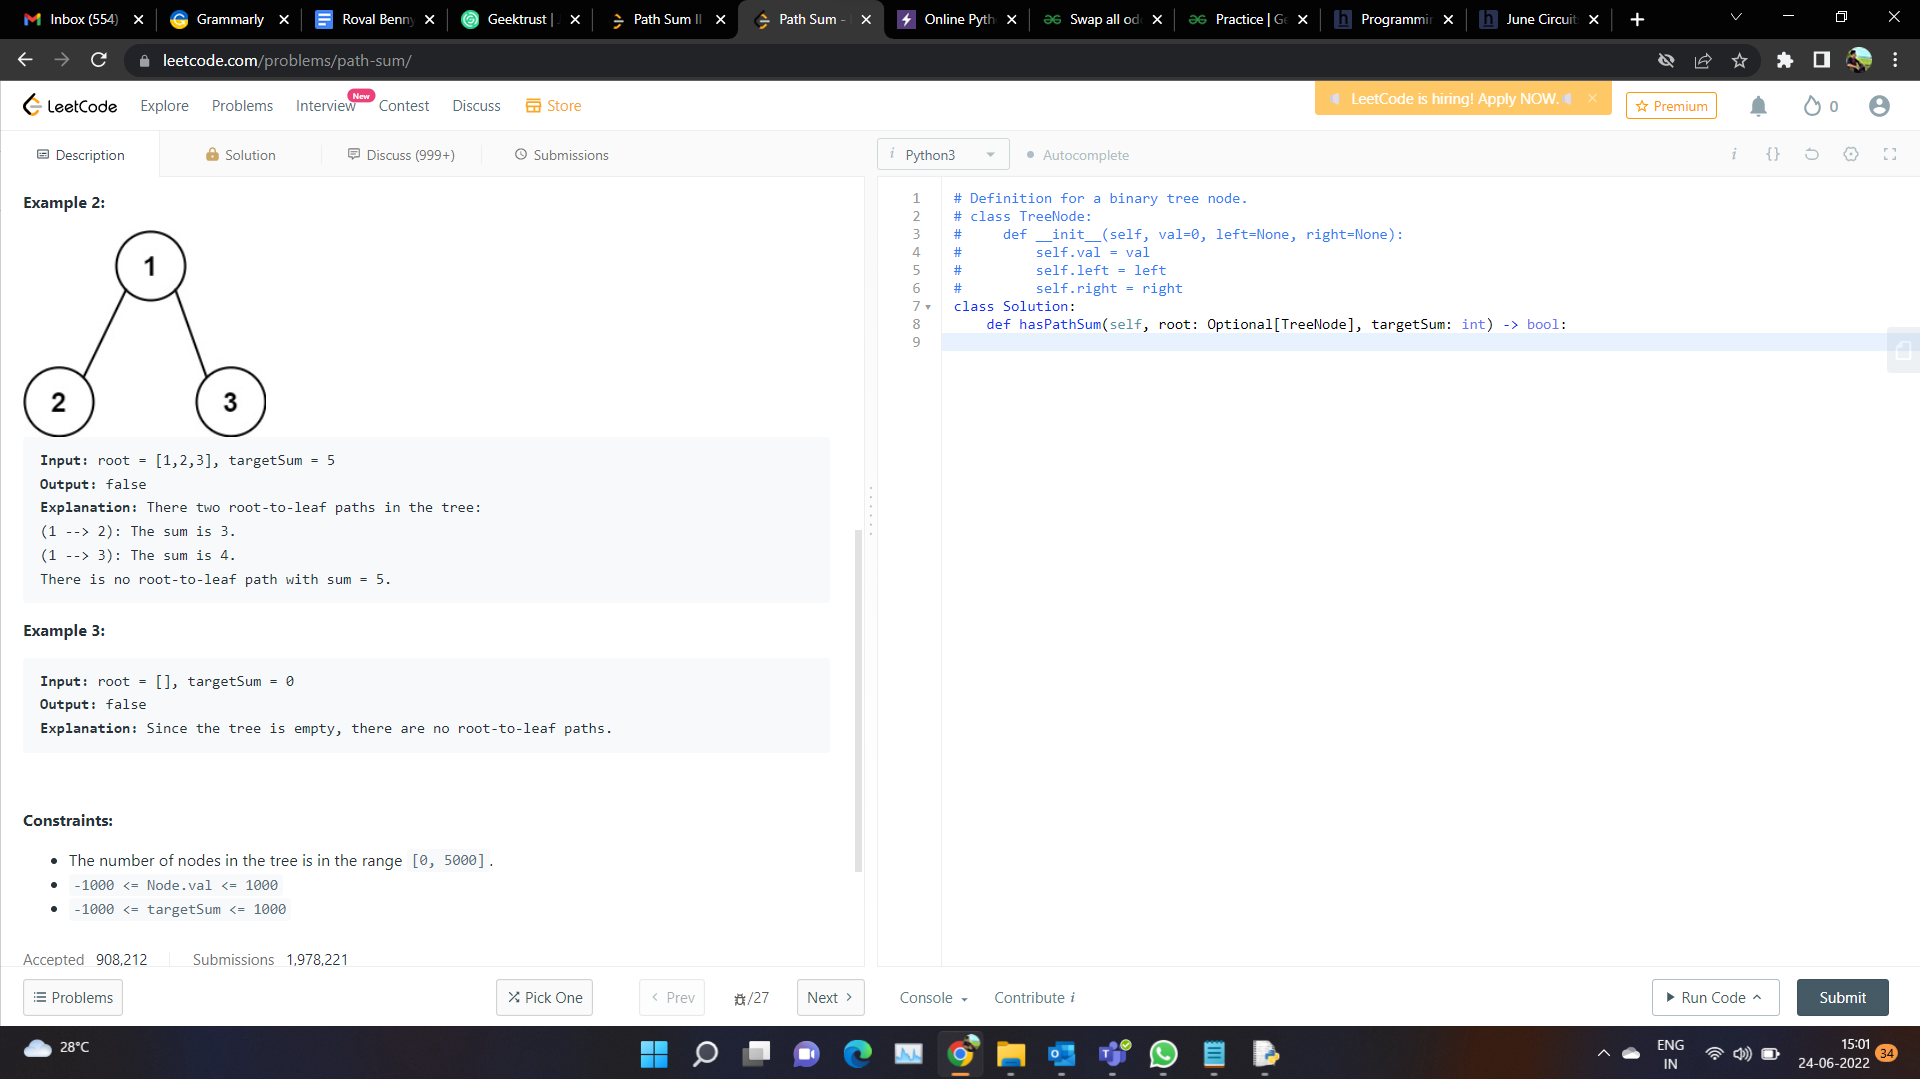 Inbox (554)
Grammarly
Roval Benny
Geektrust |
Path Sum II
Path Sum -
Online Pyth
Swap all od
Practice | G
Programmi
June Circuit
leetcode.com/problems/path-sum/
LeetCode
Explore
Problems
Interview
New
Contest
Discuss
Store
LeetCode is hiring! Apply NOW.
Premium
0
Description
Solution
Discuss (999+)
Submissions
i Python3
Autocomplete
i {}
Example 2:
1
2
3
Input: root = [1,2,3], targetSum = 5
Output: false
Explanation: There two root-to-leaf paths in the tree:
(1 --> 2): The sum is 3.
(1 --> 3): The sum is 4.
There is no root-to-leaf path with sum = 5.
Example 3:
Input: root = [], targetSum = 0
Output: false
Explanation: Since the tree is empty, there are no root-to-leaf paths.
Constraints:
• The number of nodes in the tree is in the range [0, 5000].
• -1000 <= Node.val <= 1000
• -1000 <= targetSum <= 1000
Accepted 908,212
Submissions 1,978,221
1 # Definition for a binary tree node.
2 # class TreeNode:
3 #     def __init__(self, val=0, left=None, right=None):
4 #         self.val = val
5 #         self.left = left
6 #         self.right = right
7 class Solution:
8     def hasPathSum(self, root: Optional[TreeNode], targetSum: int) -> bool:
9
Problems
Pick One
Prev
/27
Next
Console
Contribute i
Run Code
Submit
28°C
ENG
IN
15:01
24-06-2022
34